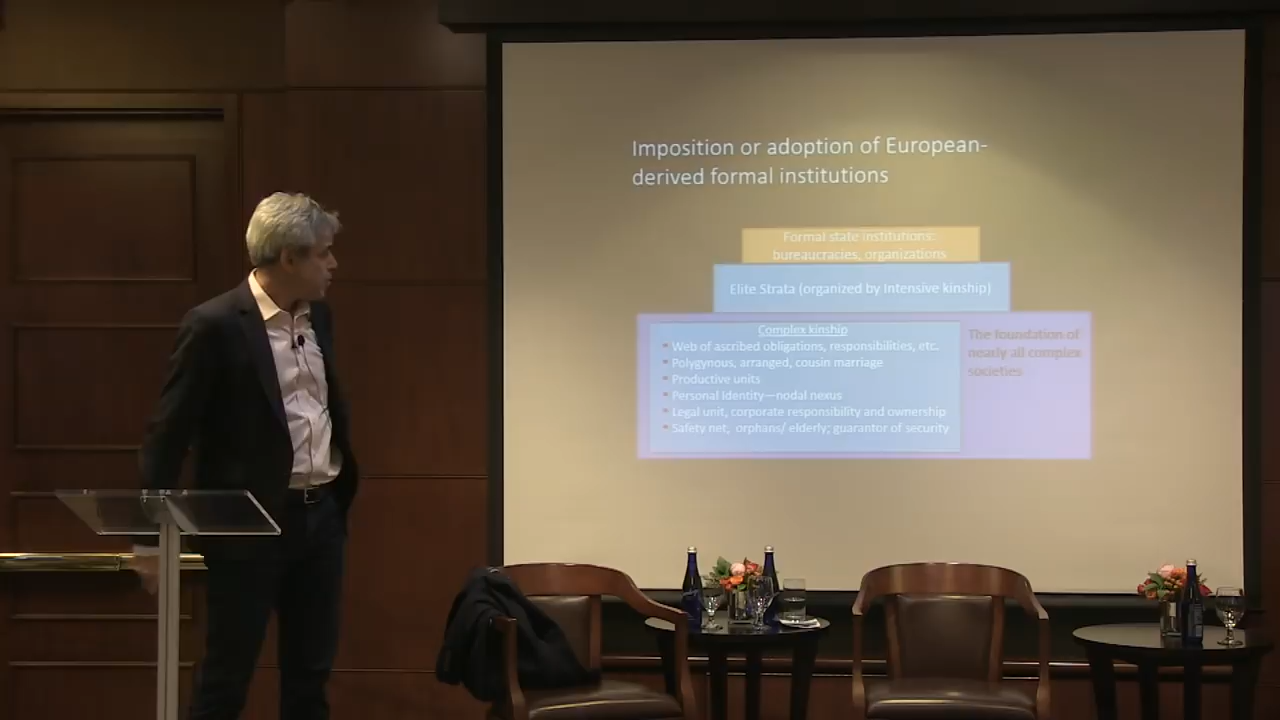 Imposition or adoption of European-
derived formal institutions
Formal state institutions:
bureaucracies, organizations
Elite Strata (organized by Intensive kinship)
Complex kinship
Web of ascribed obligations, responsibilities, etc.
Polygynous, arranged, cousin marriage
Productive units
Personal Identity—nodal nexus
Legal unit, corporate responsibility and ownership
Safety net, orphans/ elderly; guarantor of security
The foundation of
nearly all complex
societies